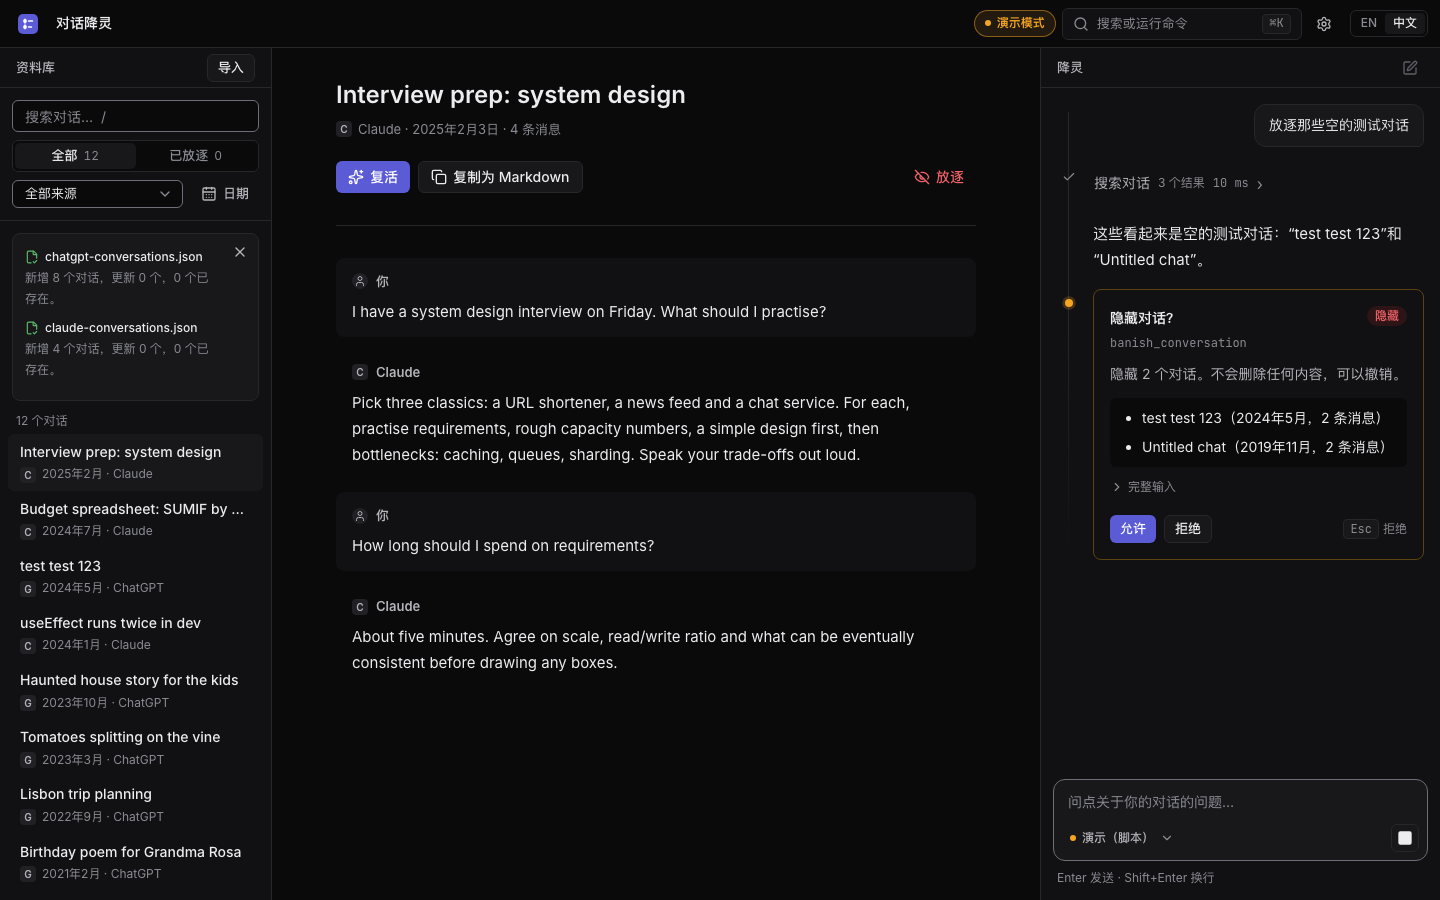 对话降灵
演示模式
搜索或运行命令
⌘K
EN
中文
资料库
导入
搜索对话... /
全部 12
已放逐 0
全部来源
日期
chatgpt-conversations.json
新增 8 个对话，更新 0 个，0 个已
存在。
claude-conversations.json
新增 4 个对话，更新 0 个，0 个已
存在。
12 个对话
Interview prep: system design
C 2025年2月 · Claude
Budget spreadsheet: SUMIF by ...
C 2024年7月 · Claude
test test 123
G 2024年5月 · ChatGPT
useEffect runs twice in dev
C 2024年1月 · Claude
Haunted house story for the kids
G 2023年10月 · ChatGPT
Tomatoes splitting on the vine
G 2023年3月 · ChatGPT
Lisbon trip planning
G 2022年9月 · ChatGPT
Birthday poem for Grandma Rosa
G 2021年2月 · ChatGPT
Interview prep: system design
C Claude · 2025年2月3日 · 4 条消息
复活
复制为 Markdown
放逐
你
I have a system design interview on Friday. What should I practise?
C Claude
Pick three classics: a URL shortener, a news feed and a chat service. For each,
practise requirements, rough capacity numbers, a simple design first, then
bottlenecks: caching, queues, sharding. Speak your trade-offs out loud.
你
How long should I spend on requirements?
C Claude
About five minutes. Agree on scale, read/write ratio and what can be eventually
consistent before drawing any boxes.
降灵
放逐那些空的测试对话
搜索对话 3 个结果 10 ms
这些看起来是空的测试对话：“test test 123”和
“Untitled chat”。
隐藏对话?
隐藏
banish_conversation
隐藏 2 个对话。不会删除任何内容，可以撤销。
• test test 123（2024年5月，2 条消息）
• Untitled chat（2019年11月，2 条消息）
完整输入
允许
拒绝
Esc 拒绝
问点关于你的对话的问题...
演示（脚本）
Enter 发送 · Shift+Enter 换行